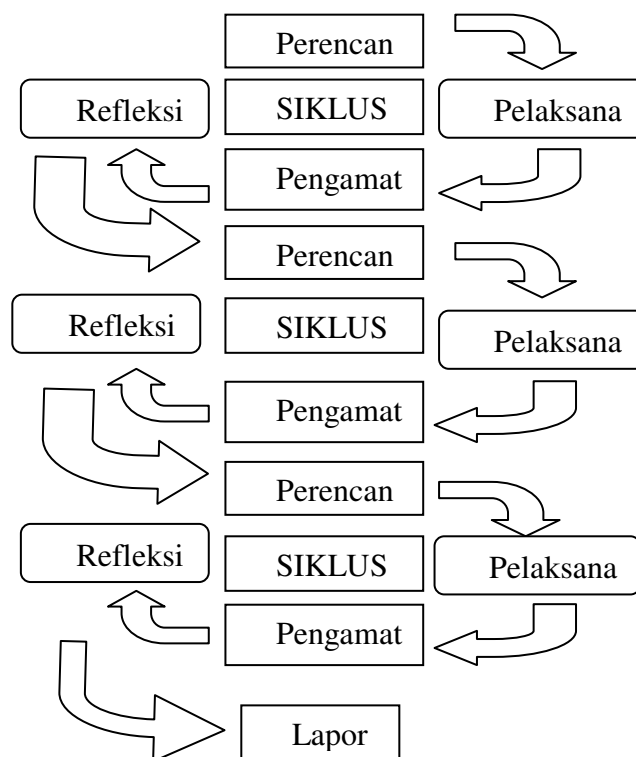 Perencan
Refleksi
SIKLUS
Pelaksana
Pengamat
Perencan
Refleksi
SIKLUS
Pelaksana
Pengamat
Perencan
Refleksi
SIKLUS
Pelaksana
Pengamat
Lapor